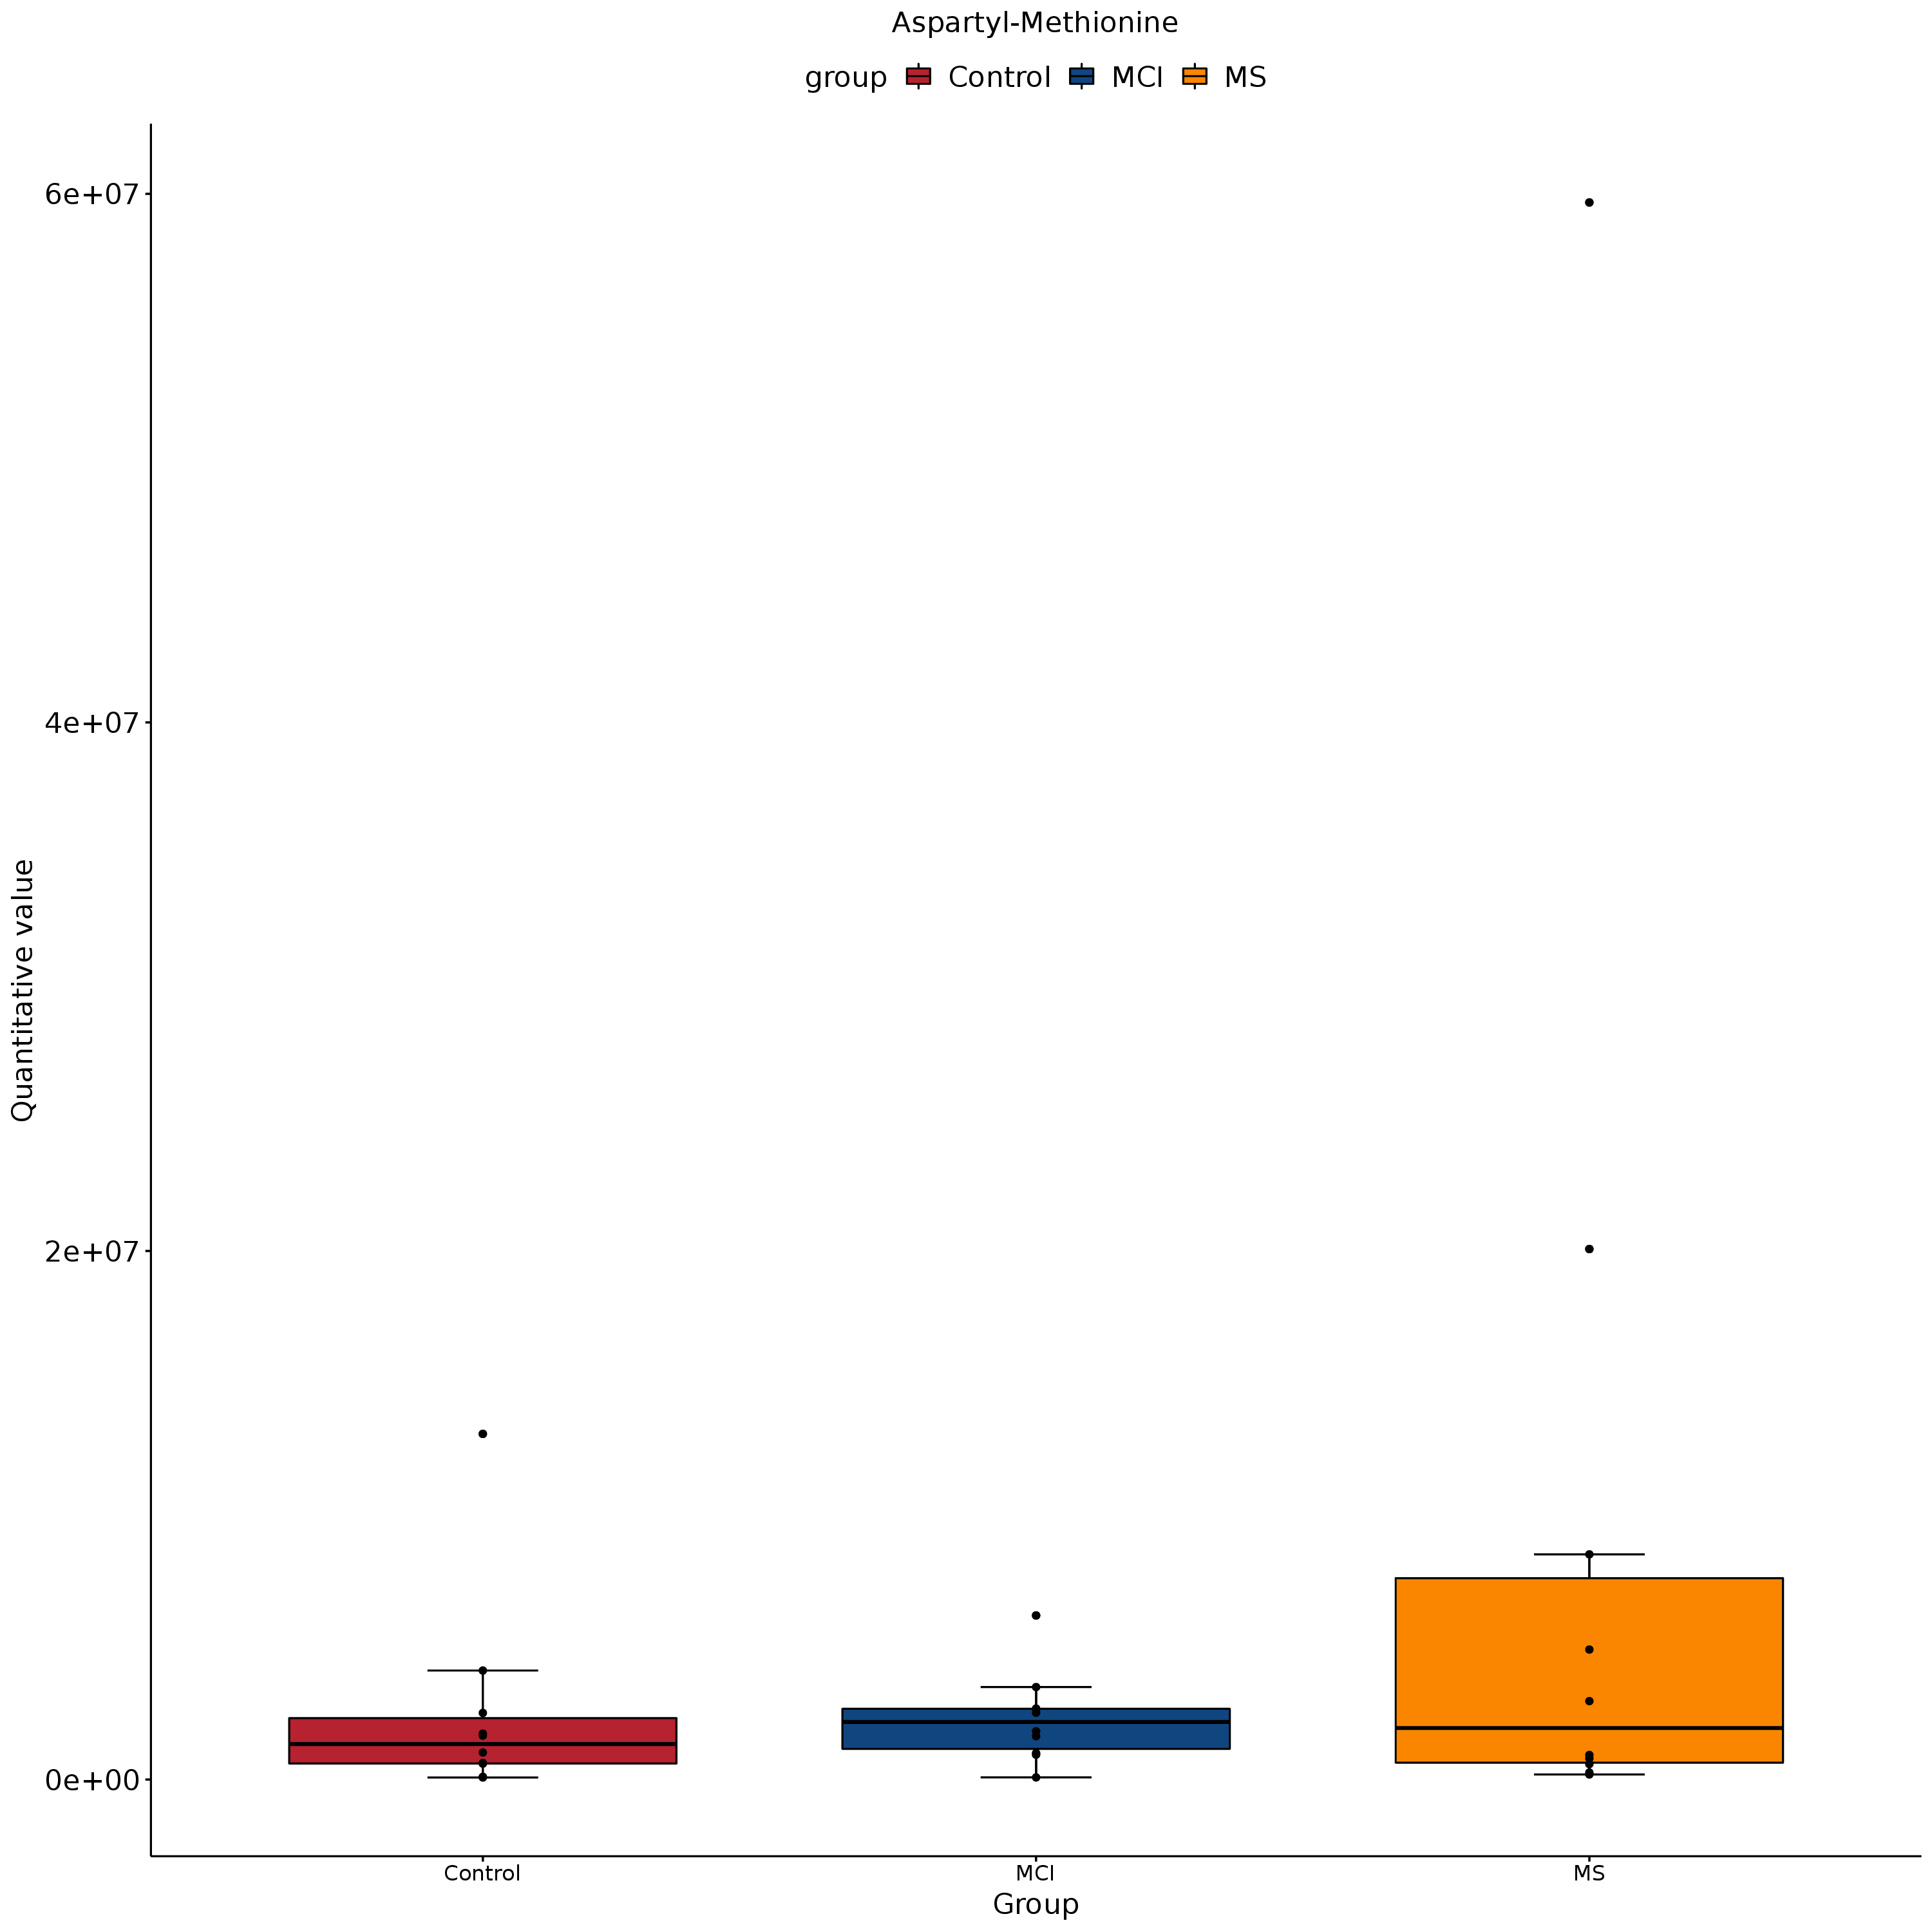 Aspartyl-Methionine
group Control MCI MS
6e+07
4e+07
2e+07
0e+00
Quantitative value
Control MCI MS
Group